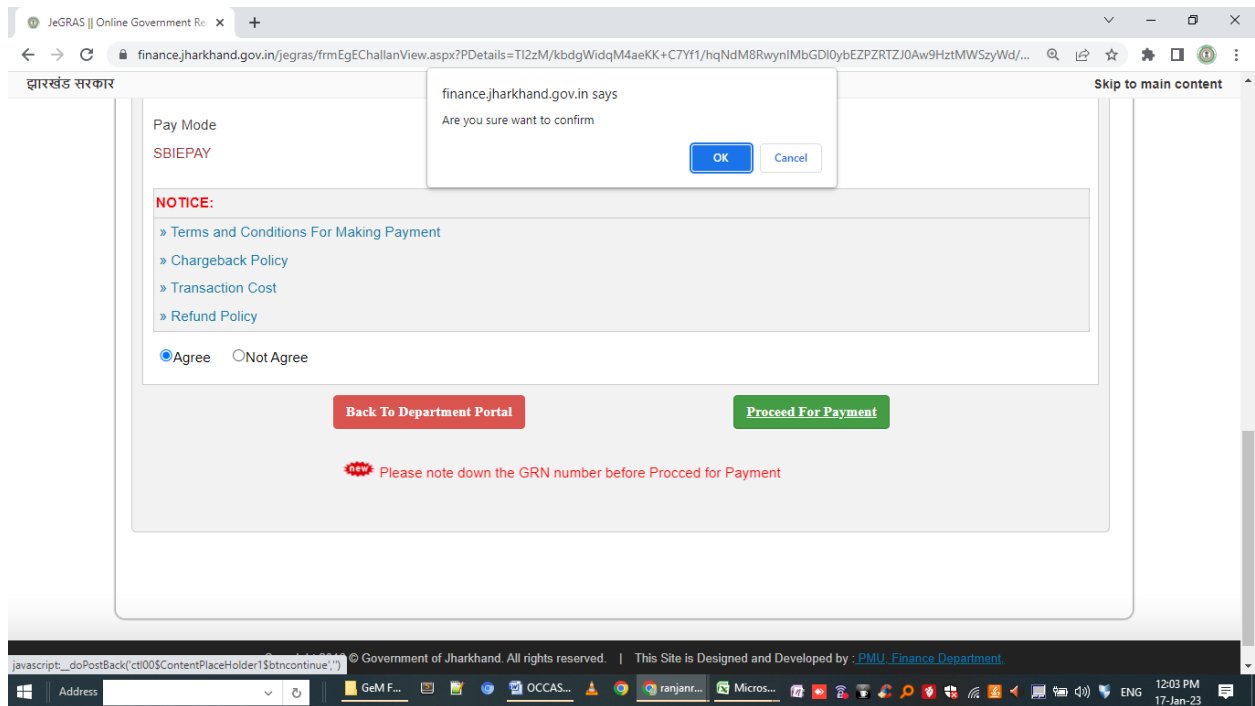 JeGRAS || Online Government Re
finance.jharkhand.gov.in/jegras/frmEgEChallanView.aspx?PDetails=TI2zM/kbdgWidqM4aeKK+C7Yf1/hqNdM8RwynIMbGDI0ybEZPZRTZJ0Aw9HztMWSzyWd/...
झारखंड सरकार
Skip to main content
finance.jharkhand.gov.in says
Are you sure want to confirm
OK Cancel
Pay Mode
SBIEPAY
NOTICE:
» Terms and Conditions For Making Payment
» Chargeback Policy
» Transaction Cost
» Refund Policy
Agree Not Agree
Back To Department Portal Proceed For Payment
new Please note down the GRN number before Procced for Payment
© Government of Jharkhand. All rights reserved. | This Site is Designed and Developed by : PMU, Finance Department.
javascript:__doPostBack('ctl00$ContentPlaceHolder1$btncontinue','')
Address GeM F... OCCAS... ranjanr... Micros... ENG 12:03 PM
17-Jan-23